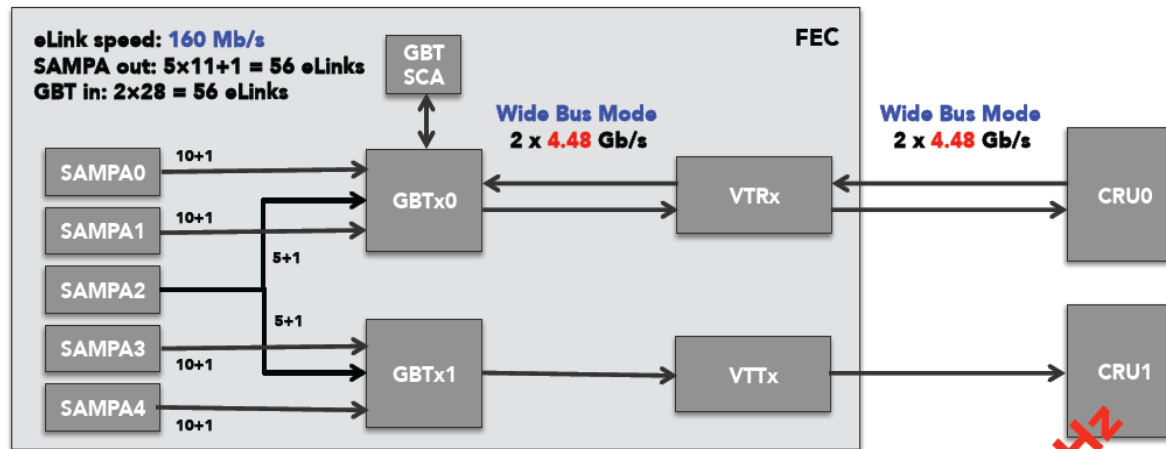 eLink speed: 160 Mb/s
SAMPA out: 5×11+1 = 56 eLinks
GBT in: 2×28 = 56 eLinks
GBT
SCA
FEC
Wide Bus Mode
2 x 4.48 Gb/s
Wide Bus Mode
2 x 4.48 Gb/s
SAMPA0
10+1
SAMPA1
10+1
SAMPA2
5+1
5+1
SAMPA3
10+1
SAMPA4
10+1
GBTx0
VTRx
CRU0
GBTx1
VTTx
CRU1